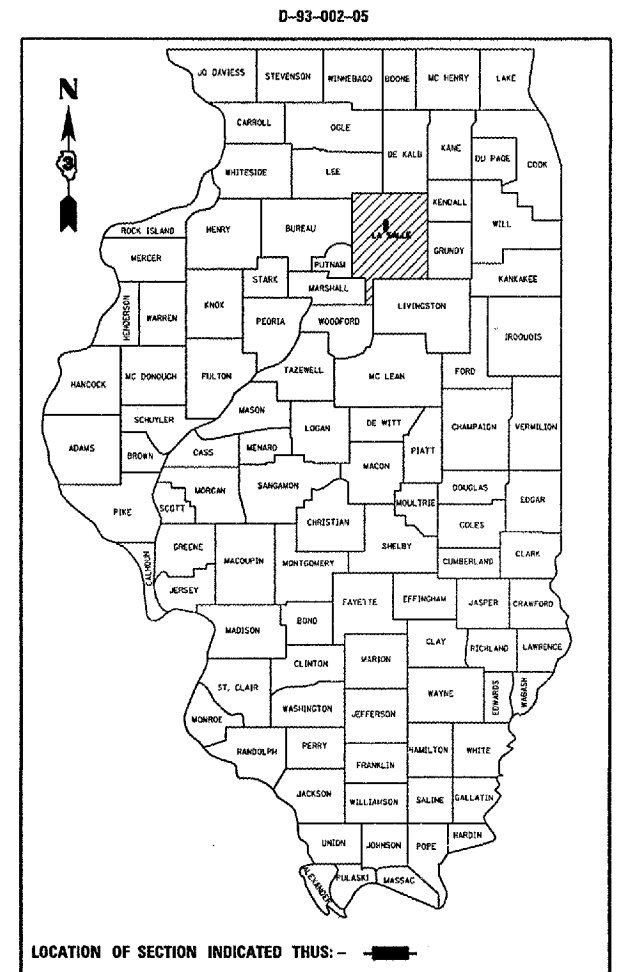 D-93-002-05
N
3
JO DAVIESS STEVENSON WINNEBAGO BOONE MC HENRY LAKE
CARROLL OGLE DE KALB KANE DU PAGE COOK
WHITESIDE LEE
KENDALL WILL
ROCK ISLAND HENRY BUREAU LA SALLE GRUNDY
MERCER PUTNAM KANKAKEE
STARK MARSHALL
HENDERSON WARREN KNOX PEORIA WOODFORD LIVINGSTON IROQUOIS
HANCOCK MC DONOUGH FULTON TAZEWELL MC LEAN FORD
MASON
SCHUYLER LOGAN DE WITT CHAMPAIGN VERMILION
ADAMS BROWN CASS MENARD MACON PIATT
PIKE SCOTT MORGAN SANGAMON MOULTRIE DOUGLAS EDGAR
CHRISTIAN COLES
GREENE MACOUPIN MONTGOMERY SHELBY CUMBERLAND CLARK
CALHOUN
JERSEY FAYETTE EFFINGHAM JASPER CRAWFORD
MADISON BOND
CLAY RICHLAND LAWRENCE
CLINTON MARION
ST. CLAIR WAYNE EDWARDS WABASH
MONROE WASHINGTON JEFFERSON
RANDOLPH PERRY HAMILTON WHITE
FRANKLIN
JACKSON WILLIAMSON SALINE GALLATIN
UNION JOHNSON POPE HARDIN
ALEXANDER PULASKI MASSAC
LOCATION OF SECTION INDICATED THUS: -